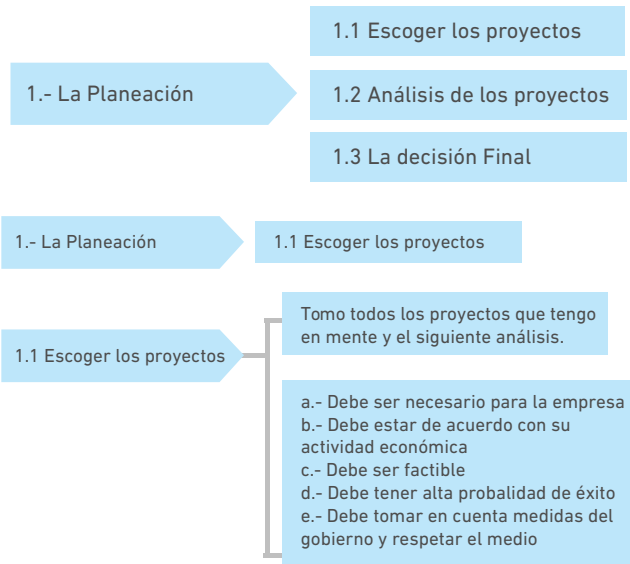 1.- La Planeación
1.1 Escoger los proyectos
1.2 Análisis de los proyectos
1.3 La decisión Final
1.- La Planeación
1.1 Escoger los proyectos
1.1 Escoger los proyectos
Tomo todos los proyectos que tengo
en mente y el siguiente análisis.
a.- Debe ser necesario para la empresa
b.- Debe estar de acuerdo con su
actividad económica
c.- Debe ser factible
d.- Debe tener alta probalidad de éxito
e.- Debe tomar en cuenta medidas del
gobierno y respetar el medio